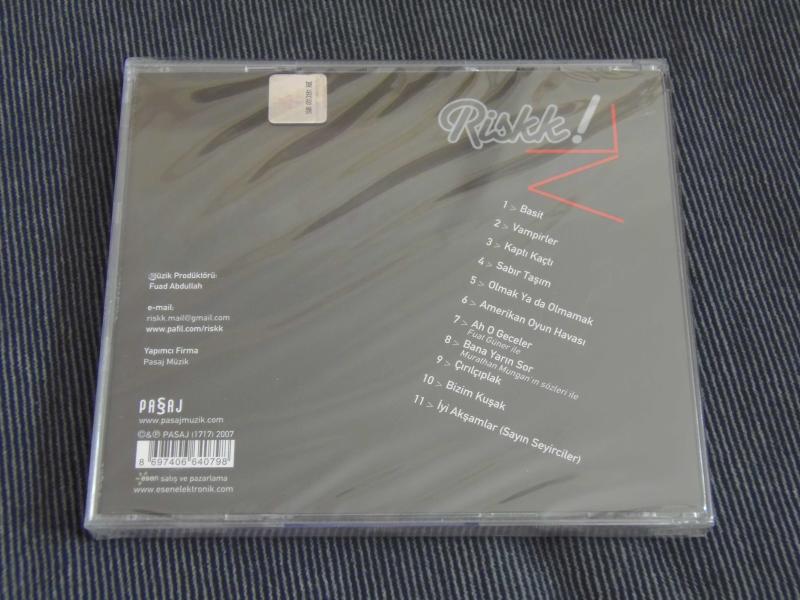 Riskk!
1 > Basit
2 > Vampirler
3 > Kaptı Kaçtı
4 > Sabır Taşım
5 > Olmak Ya da Olmamak
6 > Amerikan Oyun Havası
7 > Ah O Geceler
Fuat Güner ile
8 > Bana Yarın Sor
Murathan Mungan'ın sözleri ile
9 > Çırılçıplak
10 > Bizim Kuşak
11 > İyi Akşamlar (Sayın Seyirciler)
Müzik Prodüktörü:
Fuad Abdullah
e-mail:
riskk.mail@gmail.com
www.pafil.com/riskk
Yapımcı Firma
Pasaj Müzik
PASAJ
www.pasajmuzik.com
©&℗ PASAJ (1717) 2007
8 697406 640798
esen satış ve pazarlama
www.esenelektronik.com